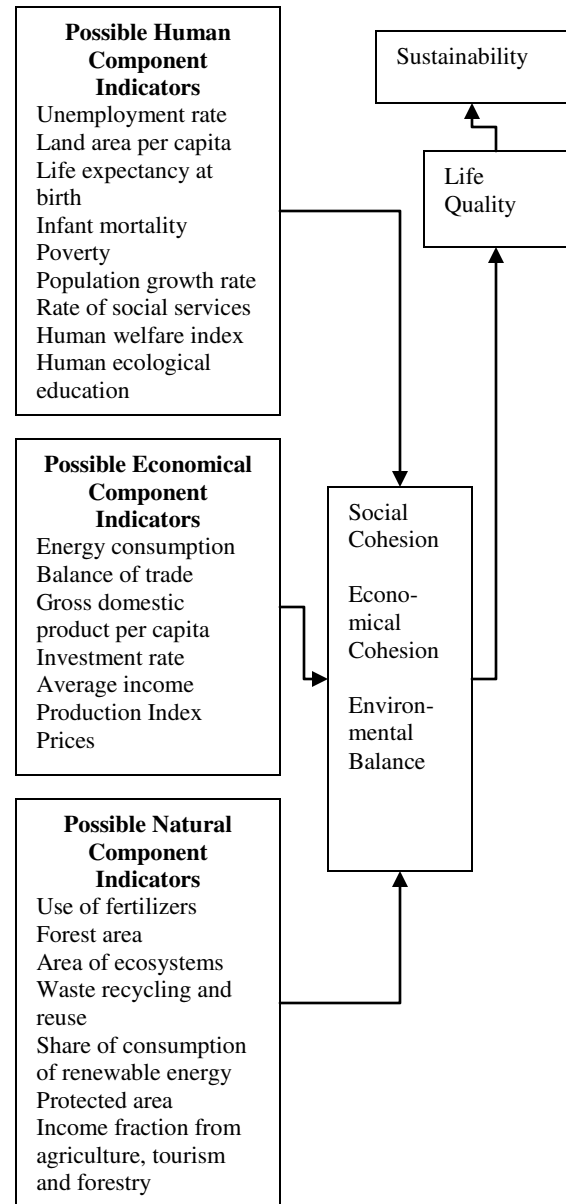 Possible Human
Component
Indicators
Unemployment rate
Land area per capita
Life expectancy at
birth
Infant mortality
Poverty
Population growth rate
Rate of social services
Human welfare index
Human ecological
education
Sustainability
Life
Quality
Possible Economical
Component
Indicators
Energy consumption
Balance of trade
Gross domestic
product per capita
Investment rate
Average income
Production Index
Prices
Social
Cohesion
Econo-
mical
Cohesion
Environ-
mental
Balance
Possible Natural
Component
Indicators
Use of fertilizers
Forest area
Area of ecosystems
Waste recycling and
reuse
Share of consumption
of renewable energy
Protected area
Income fraction from
agriculture, tourism
and forestry